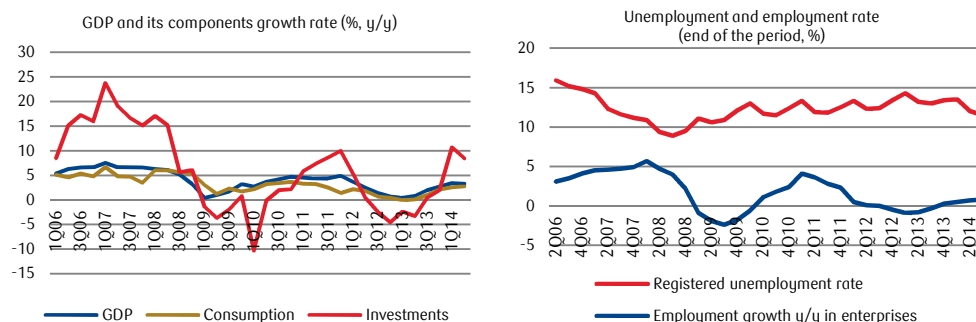 GDP and its components growth rate (%, y/y)
30
25
20
15
10
5
0
-5
-10
-15
1Q06
3Q06
1Q07
3Q07
1Q08
3Q08
1Q09
3Q09
1Q10
3Q10
1Q11
3Q11
1Q12
3Q12
1Q13
3Q13
1Q14
GDP
Consumption
Investments
Unemployment and employment rate
(end of the period, %)
20
15
10
5
0
-5
2Q06
4Q06
2Q07
4Q07
2Q08
4Q08
2Q09
4Q09
2Q10
4Q10
2Q11
4Q11
2Q12
4Q12
2Q13
4Q13
2Q14
Registered unemployment rate
Employment growth y/y in enterprises